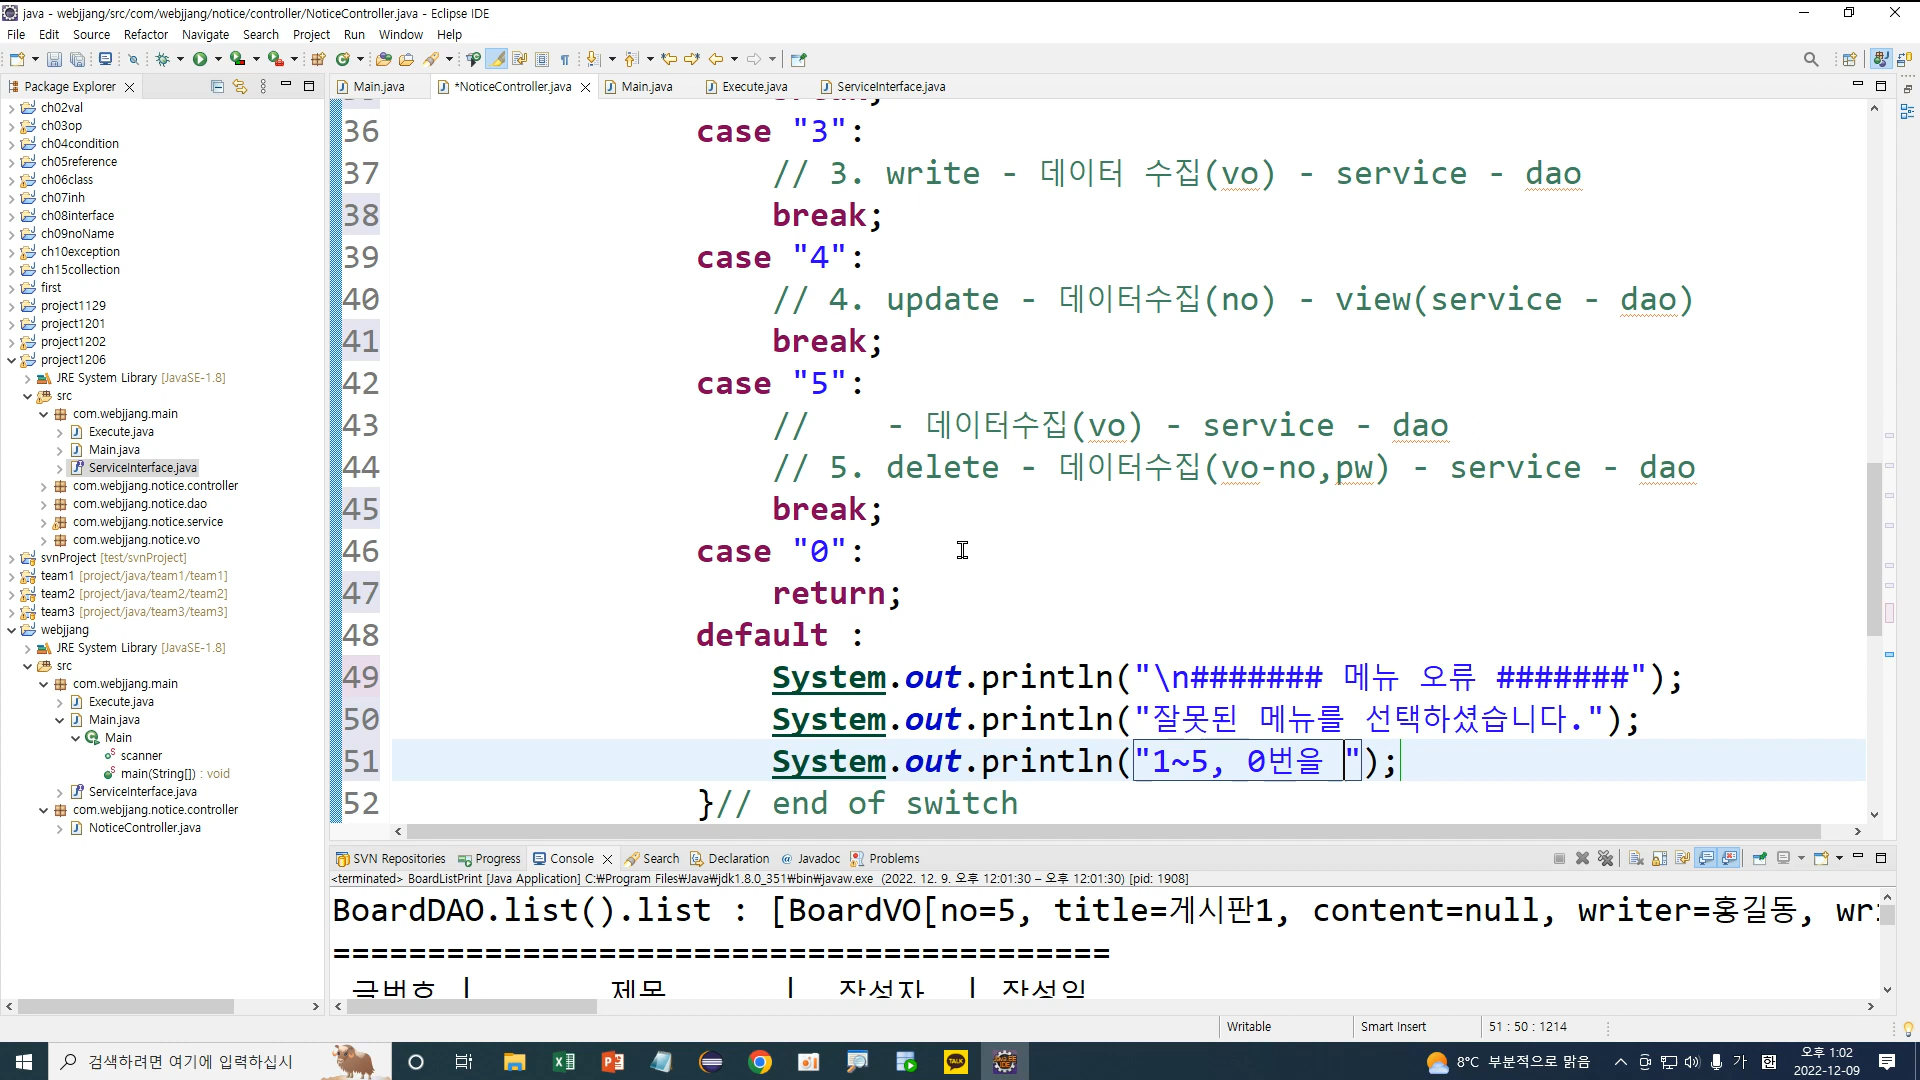 java - webjjang/src/com/webjjang/notice/controller/NoticeController.java - Eclipse IDE
File Edit Source Refactor Navigate Search Project Run Window Help
Package Explorer
Main.java *NoticeController.java Main.java Execute.java ServiceInterface.java
ch02val
ch03op
ch04condition
ch05reference
ch06class
ch07inh
ch08interface
ch09noName
ch10exception
ch15collection
first
project1129
project1201
project1202
project1206
JRE System Library [JavaSE-1.8]
src
com.webjjang.main
Execute.java
Main.java
ServiceInterface.java
com.webjjang.notice.controller
com.webjjang.notice.dao
com.webjjang.notice.service
com.webjjang.notice.vo
svnProject [test/svnProject]
team1 [project/java/team1/team1]
team2 [project/java/team2/team2]
team3 [project/java/team3/team3]
webjjang
JRE System Library [JavaSE-1.8]
src
com.webjjang.main
Execute.java
Main.java
Main
scanner
main(String[]) : void
ServiceInterface.java
com.webjjang.notice.controller
NoticeController.java
break;
36 case "3":
37 // 3. write - 데이터 수집(vo) - service - dao
38 break;
39 case "4":
40 // 4. update - 데이터수집(no) - view(service - dao)
41 break;
42 case "5":
43 //    - 데이터수집(vo) - service - dao
44 // 5. delete - 데이터수집(vo-no,pw) - service - dao
45 break;
46 case "0":
47 return;
48 default :
49 System.out.println("\n####### 메뉴 오류 #######");
50 System.out.println("잘못된 메뉴를 선택하셨습니다.");
51 System.out.println("1~5, 0번을 ");
52 }// end of switch
SVN Repositories Progress Console Search Declaration Javadoc Problems
<terminated> BoardListPrint [Java Application] C:₩Program Files₩Java₩jdk1.8.0_351₩bin₩javaw.exe (2022. 12. 9. 오후 12:01:30 – 오후 12:01:30) [pid: 1908]
BoardDAO.list().list : [BoardVO[no=5, title=게시판1, content=null, writer=홍길동, wri
=========================================
글번호 | 제목 | 작성자 | 작성일
Writable Smart Insert 51 : 50 : 1214
검색하려면 여기에 입력하십시 TALK 8°C 부분적으로 맑음 가 오후 1:02
2022-12-09